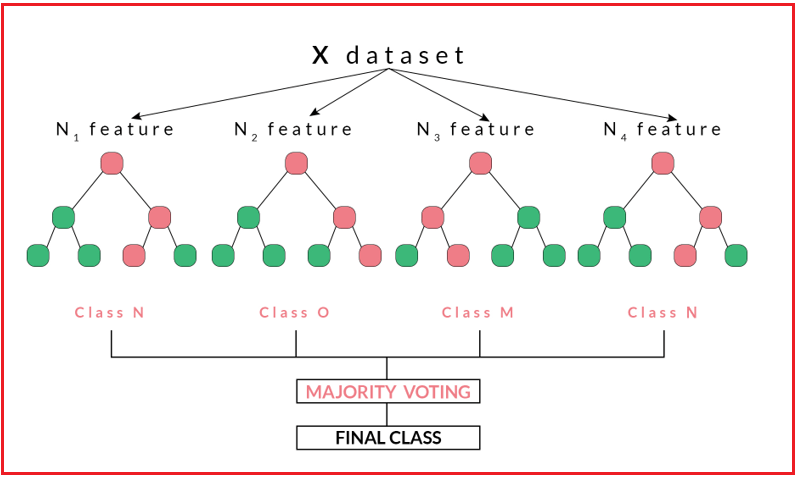 X dataset
N1 feature
N2 feature
N3 feature
N4 feature
Class N
Class O
Class M
Class N
MAJORITY VOTING
FINAL CLASS